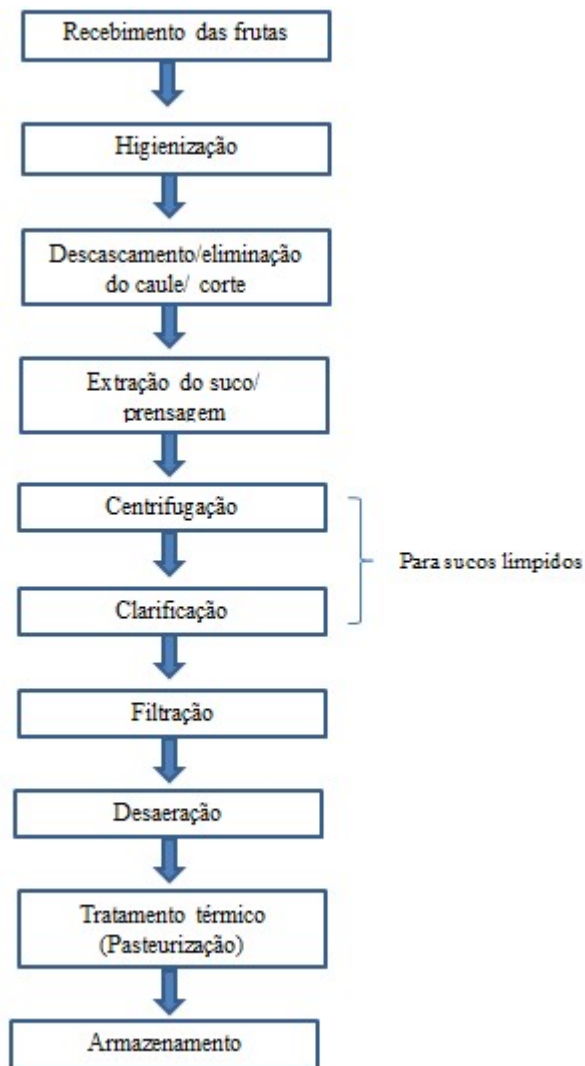 Recebimento das frutas
Higienização
Descascamento/eliminação
do caule/ corte
Extração do suco/
prensagem
Centrifugação
Para sucos límpidos
Clarificação
Filtração
Desaeração
Tratamento térmico
(Pasteurização)
Armazenamento